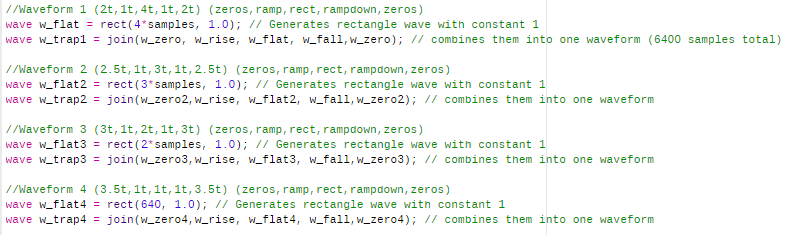 //Waveform 1 (2t,1t,4t,1t,2t) (zeros,ramp,rect,rampdown,zeros)
wave w_flat = rect(4*samples, 1.0); // Generates rectangle wave with constant 1
wave w_trap1 = join(w_zero, w_rise, w_flat, w_fall,w_zero); // combines them into one waveform (6400 samples total)
//Waveform 2 (2.5t,1t,3t,1t,2.5t) (zeros,ramp,rect,rampdown,zeros)
wave w_flat2 = rect(3*samples, 1.0); // Generates rectangle wave with constant 1
wave w_trap2 = join(w_zero2,w_rise, w_flat2, w_fall,w_zero2); // combines them into one waveform
//Waveform 3 (3t,1t,2t,1t,3t) (zeros,ramp,rect,rampdown,zeros)
wave w_flat3 = rect(2*samples, 1.0); // Generates rectangle wave with constant 1
wave w_trap3 = join(w_zero3,w_rise, w_flat3, w_fall,w_zero3); // combines them into one waveform
//Waveform 4 (3.5t,1t,1t,1t,3.5t) (zeros,ramp,rect,rampdown,zeros)
wave w_flat4 = rect(640, 1.0); // Generates rectangle wave with constant 1
wave w_trap4 = join(w_zero4,w_rise, w_flat4, w_fall,w_zero4); // combines them into one waveform